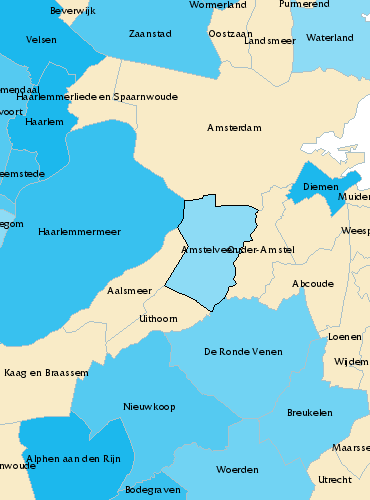 Wormerland
Purmerend
Beverwijk
Velsen
Zaanstad
Oostzaan
Landsmeer
Waterland
mendaal
Haarlemmerliede en Spaarnwoude
voort
Haarlem
Amsterdam
eemstede
Diemen
Muiden
egom
Haarlemmermeer
Weesp
Amstelveen
Ouder-Amstel
Aalsmeer
Abcoude
Uithoorn
Loenen
De Ronde Venen
Wijdem
Kaag en Braassem
Nieuwkoop
Breukelen
Maarsse
Alphen aan den Rijn
nwoude
Woerden
Utrecht
Bodegraven